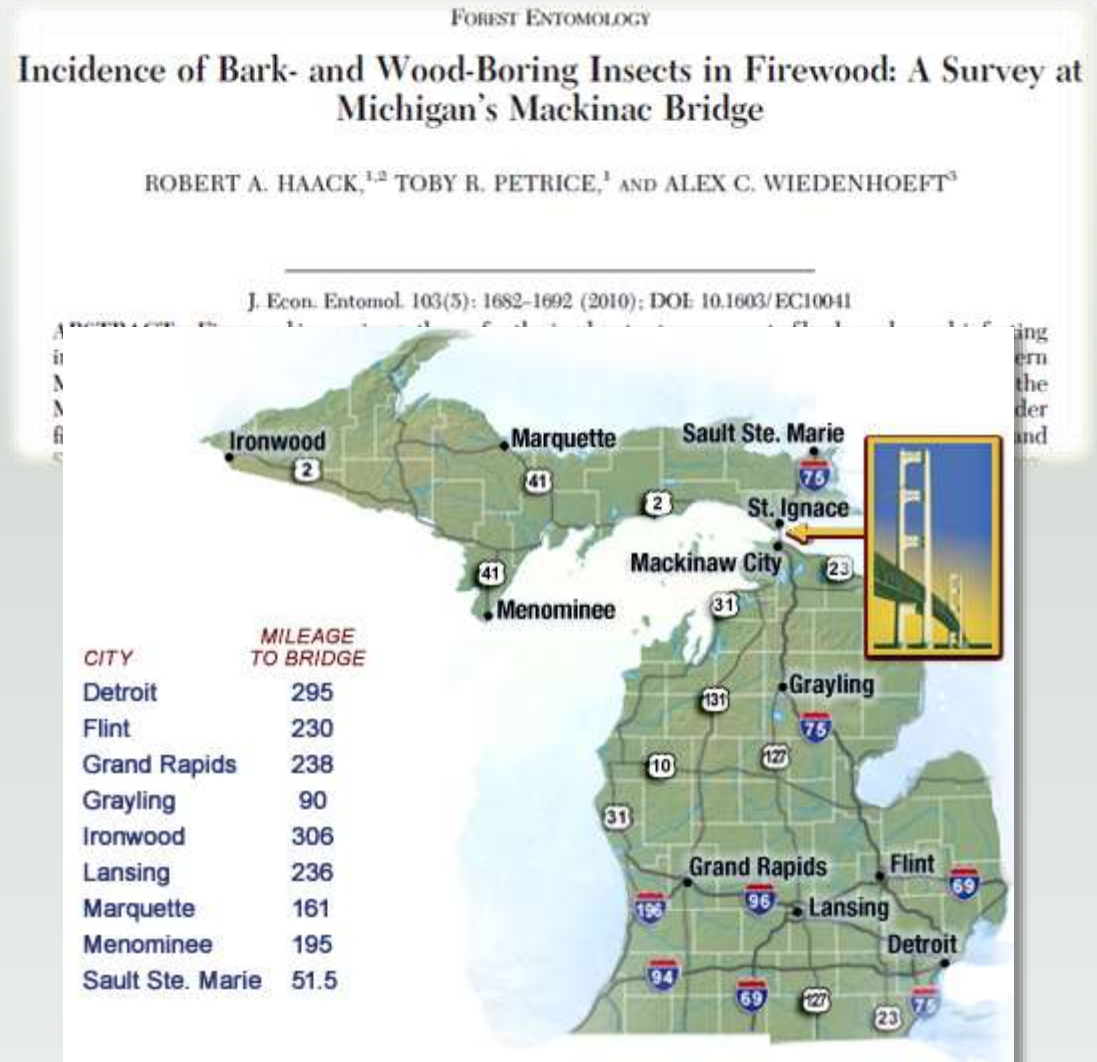 FOREST ENTOMOLOGY
Incidence of Bark- and Wood-Boring Insects in Firewood: A Survey at
Michigan's Mackinac Bridge
ROBERT A. HAACK,1,2 TOBY R. PETRICE,1 AND ALEX C. WIEDENHOEFT3
J. Econ. Entomol. 103(5): 1682–1692 (2010); DOI: 10.1603/EC10041
ing
ern
the
der
and
Ironwood
2
Marquette
41
Sault Ste. Marie
75
2
St. Ignace
Mackinaw City
23
41
Menominee
31
CITY MILEAGE TO BRIDGE
Detroit 295
Flint 230
Grand Rapids 238
Grayling 90
Ironwood 306
Lansing 236
Marquette 161
Menominee 195
Sault Ste. Marie 51.5
Grayling
131
75
10
127
31
Grand Rapids
Flint
69
196
96
Lansing
Detroit
94
69
127
23
75